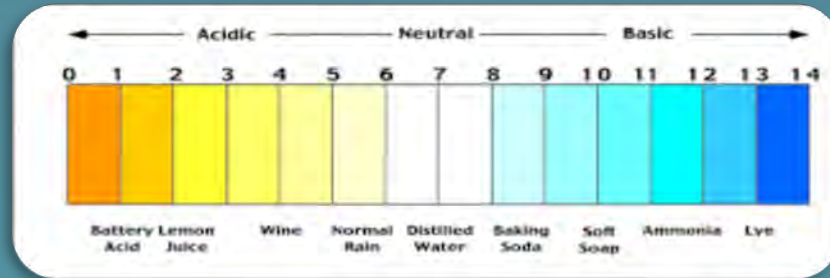 Acidic Neutral Basic
0 1 2 3 4 5 6 7 8 9 10 11 12 13 14
Battery Lemon Wine Normal Distilled Baking Soft Ammonia Lye
Acid Juice Rain Water Soda Soap